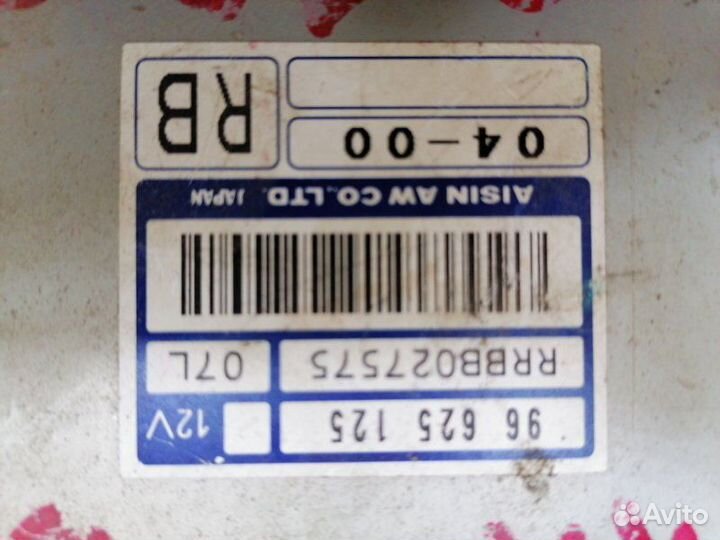 96 625 125
12V
RRBB027575
07L
AISIN AW CO.,LTD. JAPAN
04-00
RB
Avito